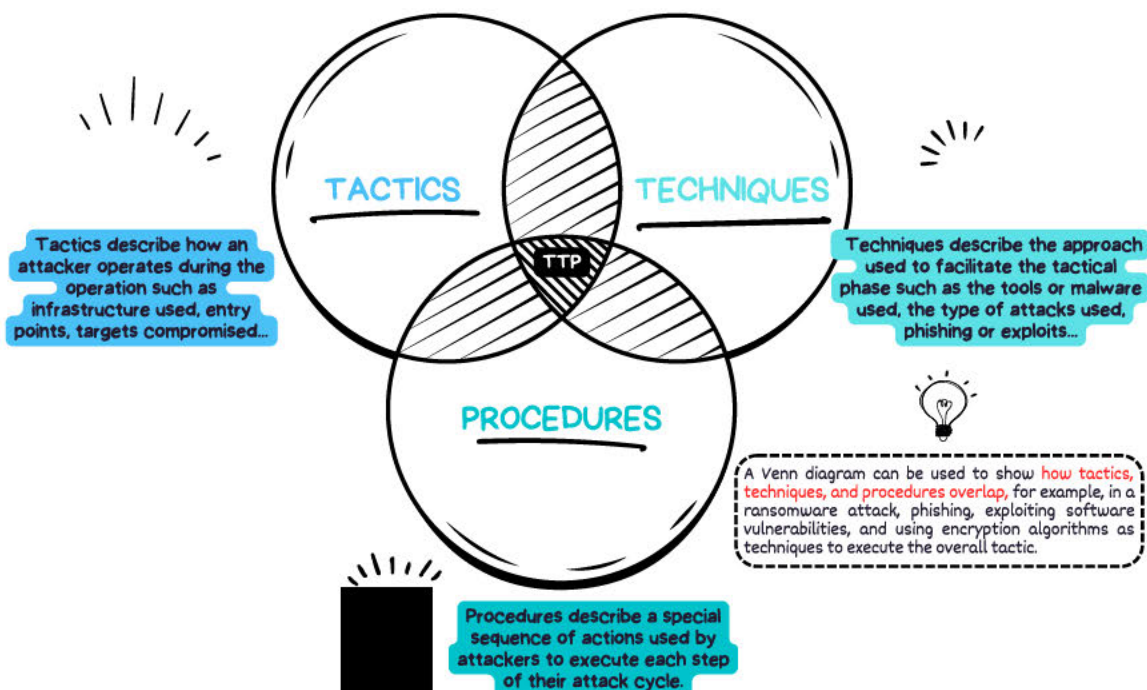 TACTICS
TECHNIQUES
Tactics describe how an
attacker operates during the
operation such as
infrastructure used, entry
points, targets compromised...
TTP
Techniques describe the approach
used to facilitate the tactical
phase such as the tools or malware
used, the type of attacks used,
phishing or exploits...
PROCEDURES
A Venn diagram can be used to show how tactics,
techniques, and procedures overlap, for example, in a
ransomware attack, phishing, exploiting software
vulnerabilities, and using encryption algorithms as
techniques to execute the overall tactic.
Procedures describe a special
sequence of actions used by
attackers to execute each step
of their attack cycle.